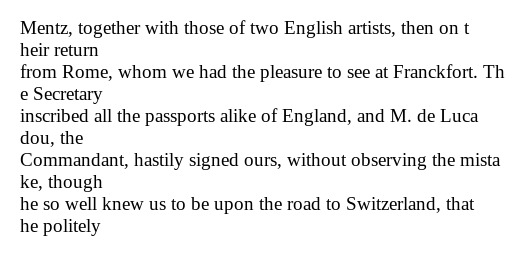 Mentz, together with those of two English artists, then on t
heir return
from Rome, whom we had the pleasure to see at Franckfort. Th
e Secretary
inscribed all the passports alike of England, and M. de Luca
dou, the
Commandant, hastily signed ours, without observing the mista
ke, though
he so well knew us to be upon the road to Switzerland, that
he politely